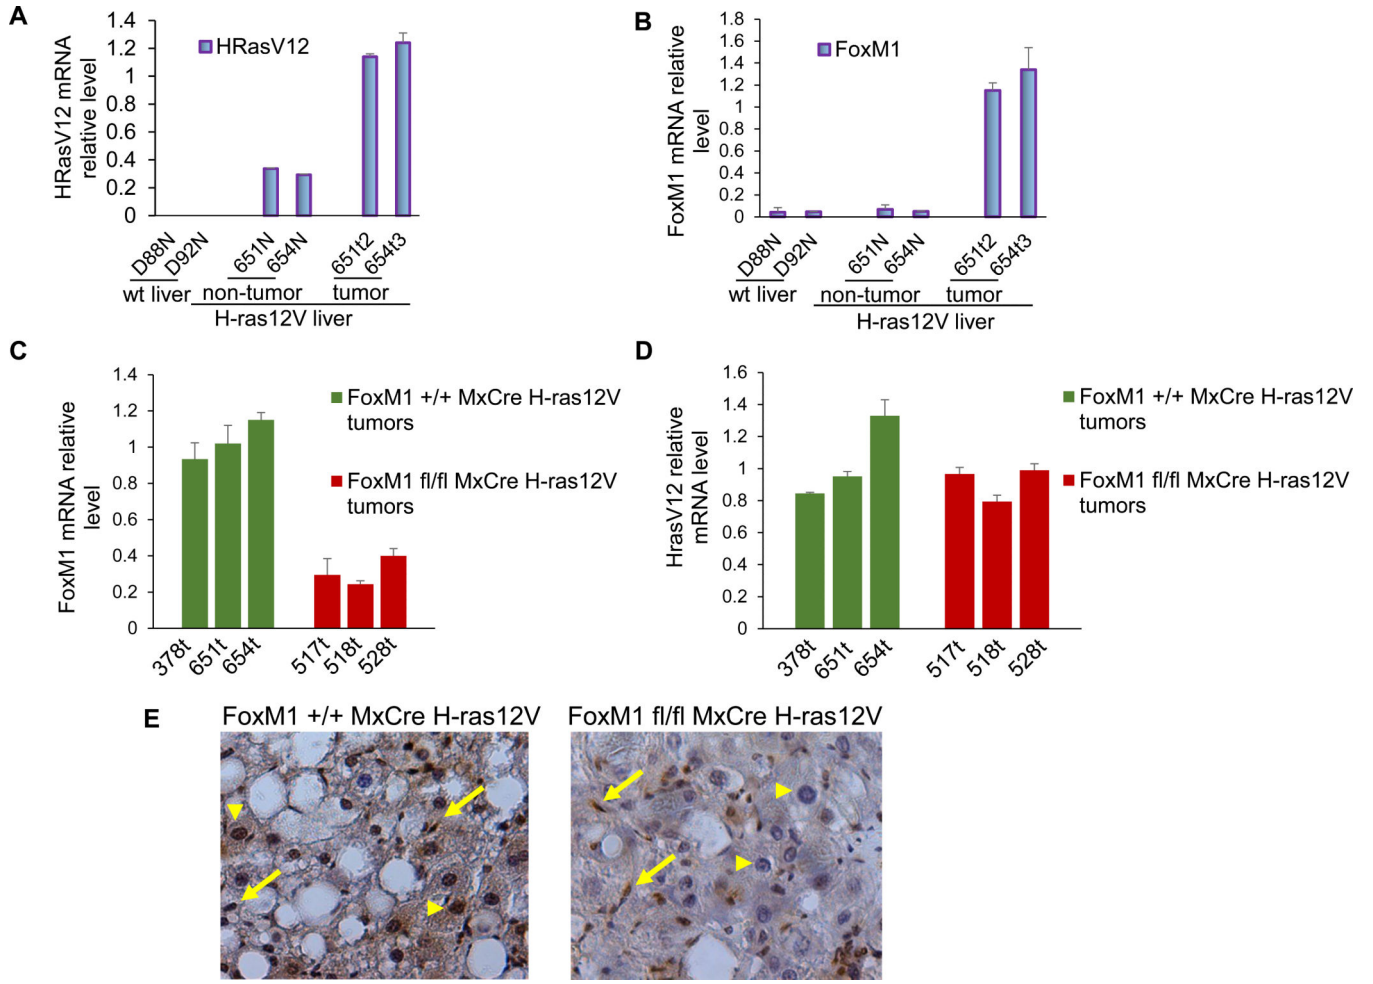 A
HRasV12 mRNA
relative level
1.4
1.2
1
0.8
0.6
0.4
0.2
0
HRasV12
D88N
D92N
651N
654N
651t2
654t3
wt liver
non-tumor
tumor
H-ras12V liver
B
FoxM1 mRNA relative
level
1.8
1.6
1.4
1.2
1
0.8
0.6
0.4
0.2
0
FoxM1
D88N
D92N
651N
654N
651t2
654t3
wt liver
non-tumor
tumor
H-ras12V liver
C
FoxM1 mRNA relative
level
1.4
1.2
1
0.8
0.6
0.4
0.2
0
FoxM1 +/+ MxCre H-ras12V
tumors
FoxM1 fl/fl MxCre H-ras12V
tumors
378t
651t
654t
517t
518t
528t
D
HrasV12 relative
mRNA level
1.6
1.4
1.2
1
0.8
0.6
0.4
0.2
0
FoxM1 +/+ MxCre H-ras12V
tumors
FoxM1 fl/fl MxCre H-ras12V
tumors
378t
651t
654t
517t
518t
528t
E
FoxM1 +/+ MxCre H-ras12V
FoxM1 fl/fl MxCre H-ras12V